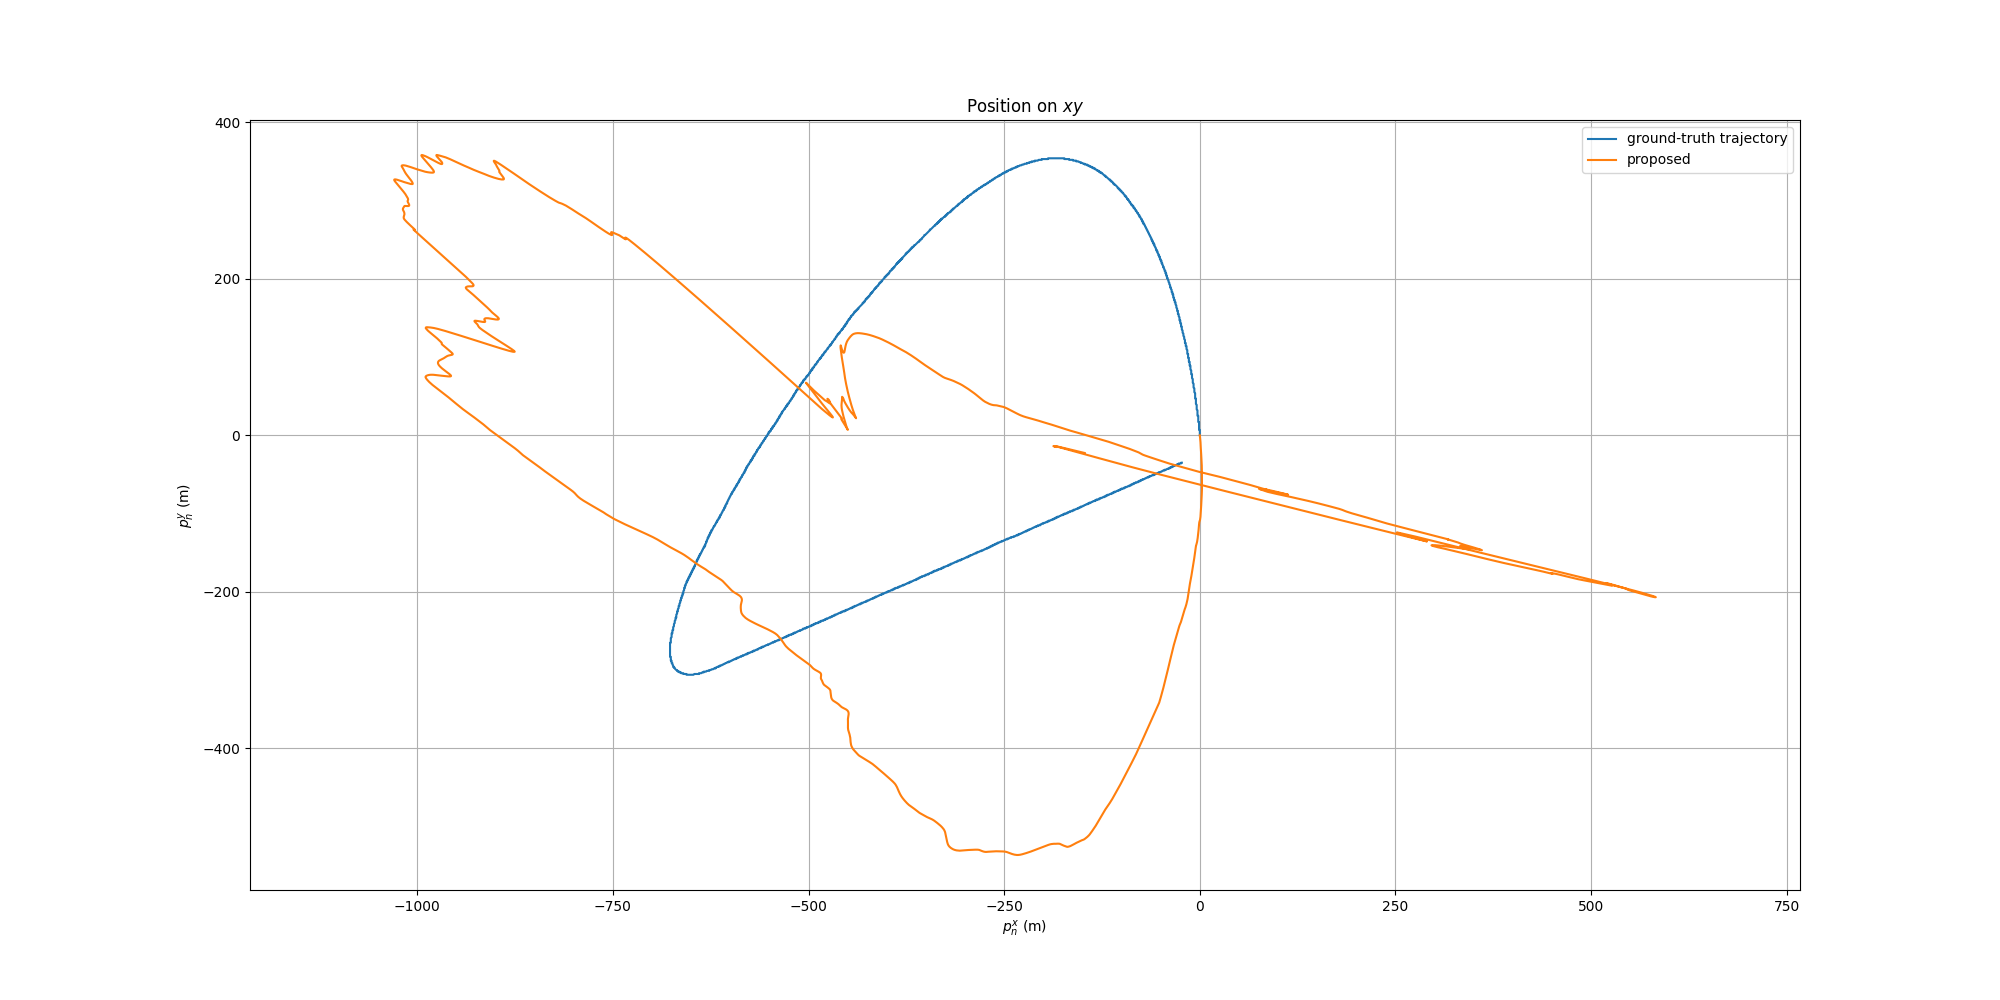 Position on xy
ground-truth trajectory
proposed
400
200
0
−200
−400
p_n^y (m)
−1000 −750 −500 −250 0 250 500 750
p_n^x (m)